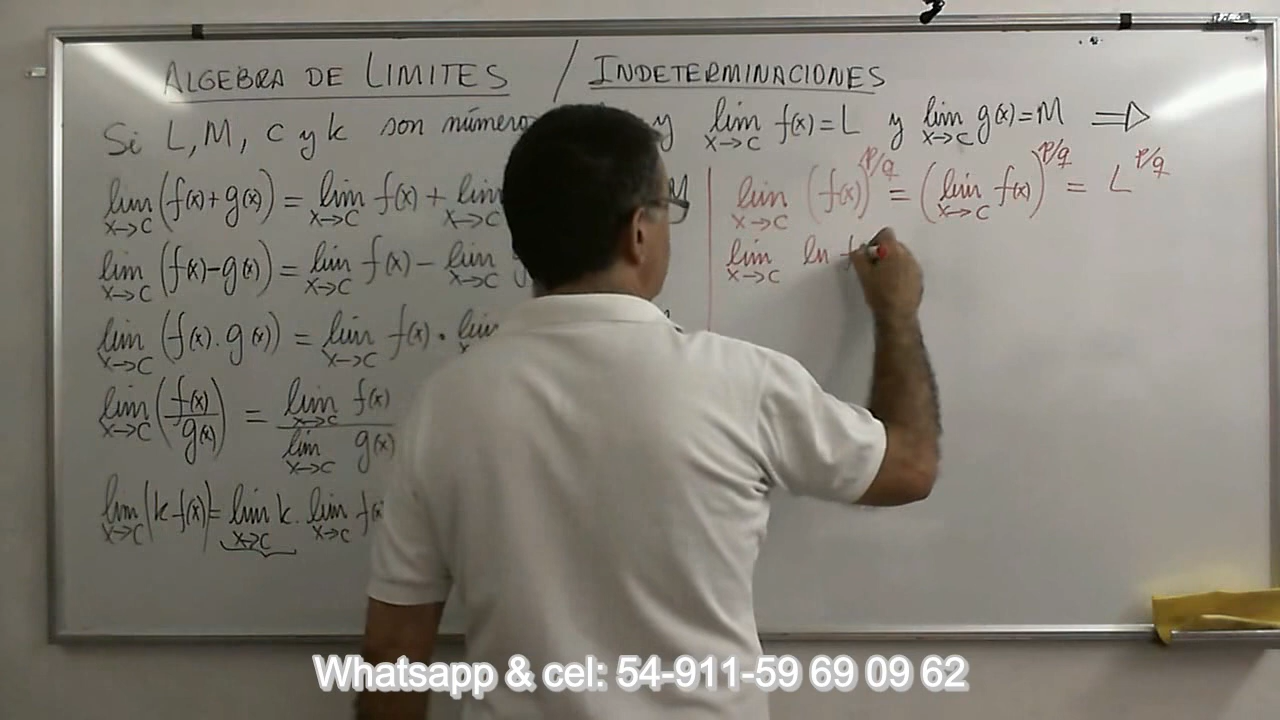 ALGEBRA DE LIMITES / INDETERMINACIONES
Si L, M, c y k son número y lim x→c f(x) = L y lim x→c g(x) = M ⇒
lim x→c (f(x) + g(x)) = lim x→c f(x) + lim x→c M
lim x→c (f(x) - g(x)) = lim x→c f(x) - lim x→c
lim x→c (f(x) . g(x)) = lim x→c f(x) . lim
lim x→c (f(x)/g(x)) = lim x→c f(x) / lim x→c g(x)
lim x→c (k f(x)) = lim x→c k . lim x→c f(x)
lim x→c (f(x))^p/q = (lim x→c f(x))^p/q = L^p/q
lim x→c ln f
Whatsapp & cel: 54-911-59 69 09 62